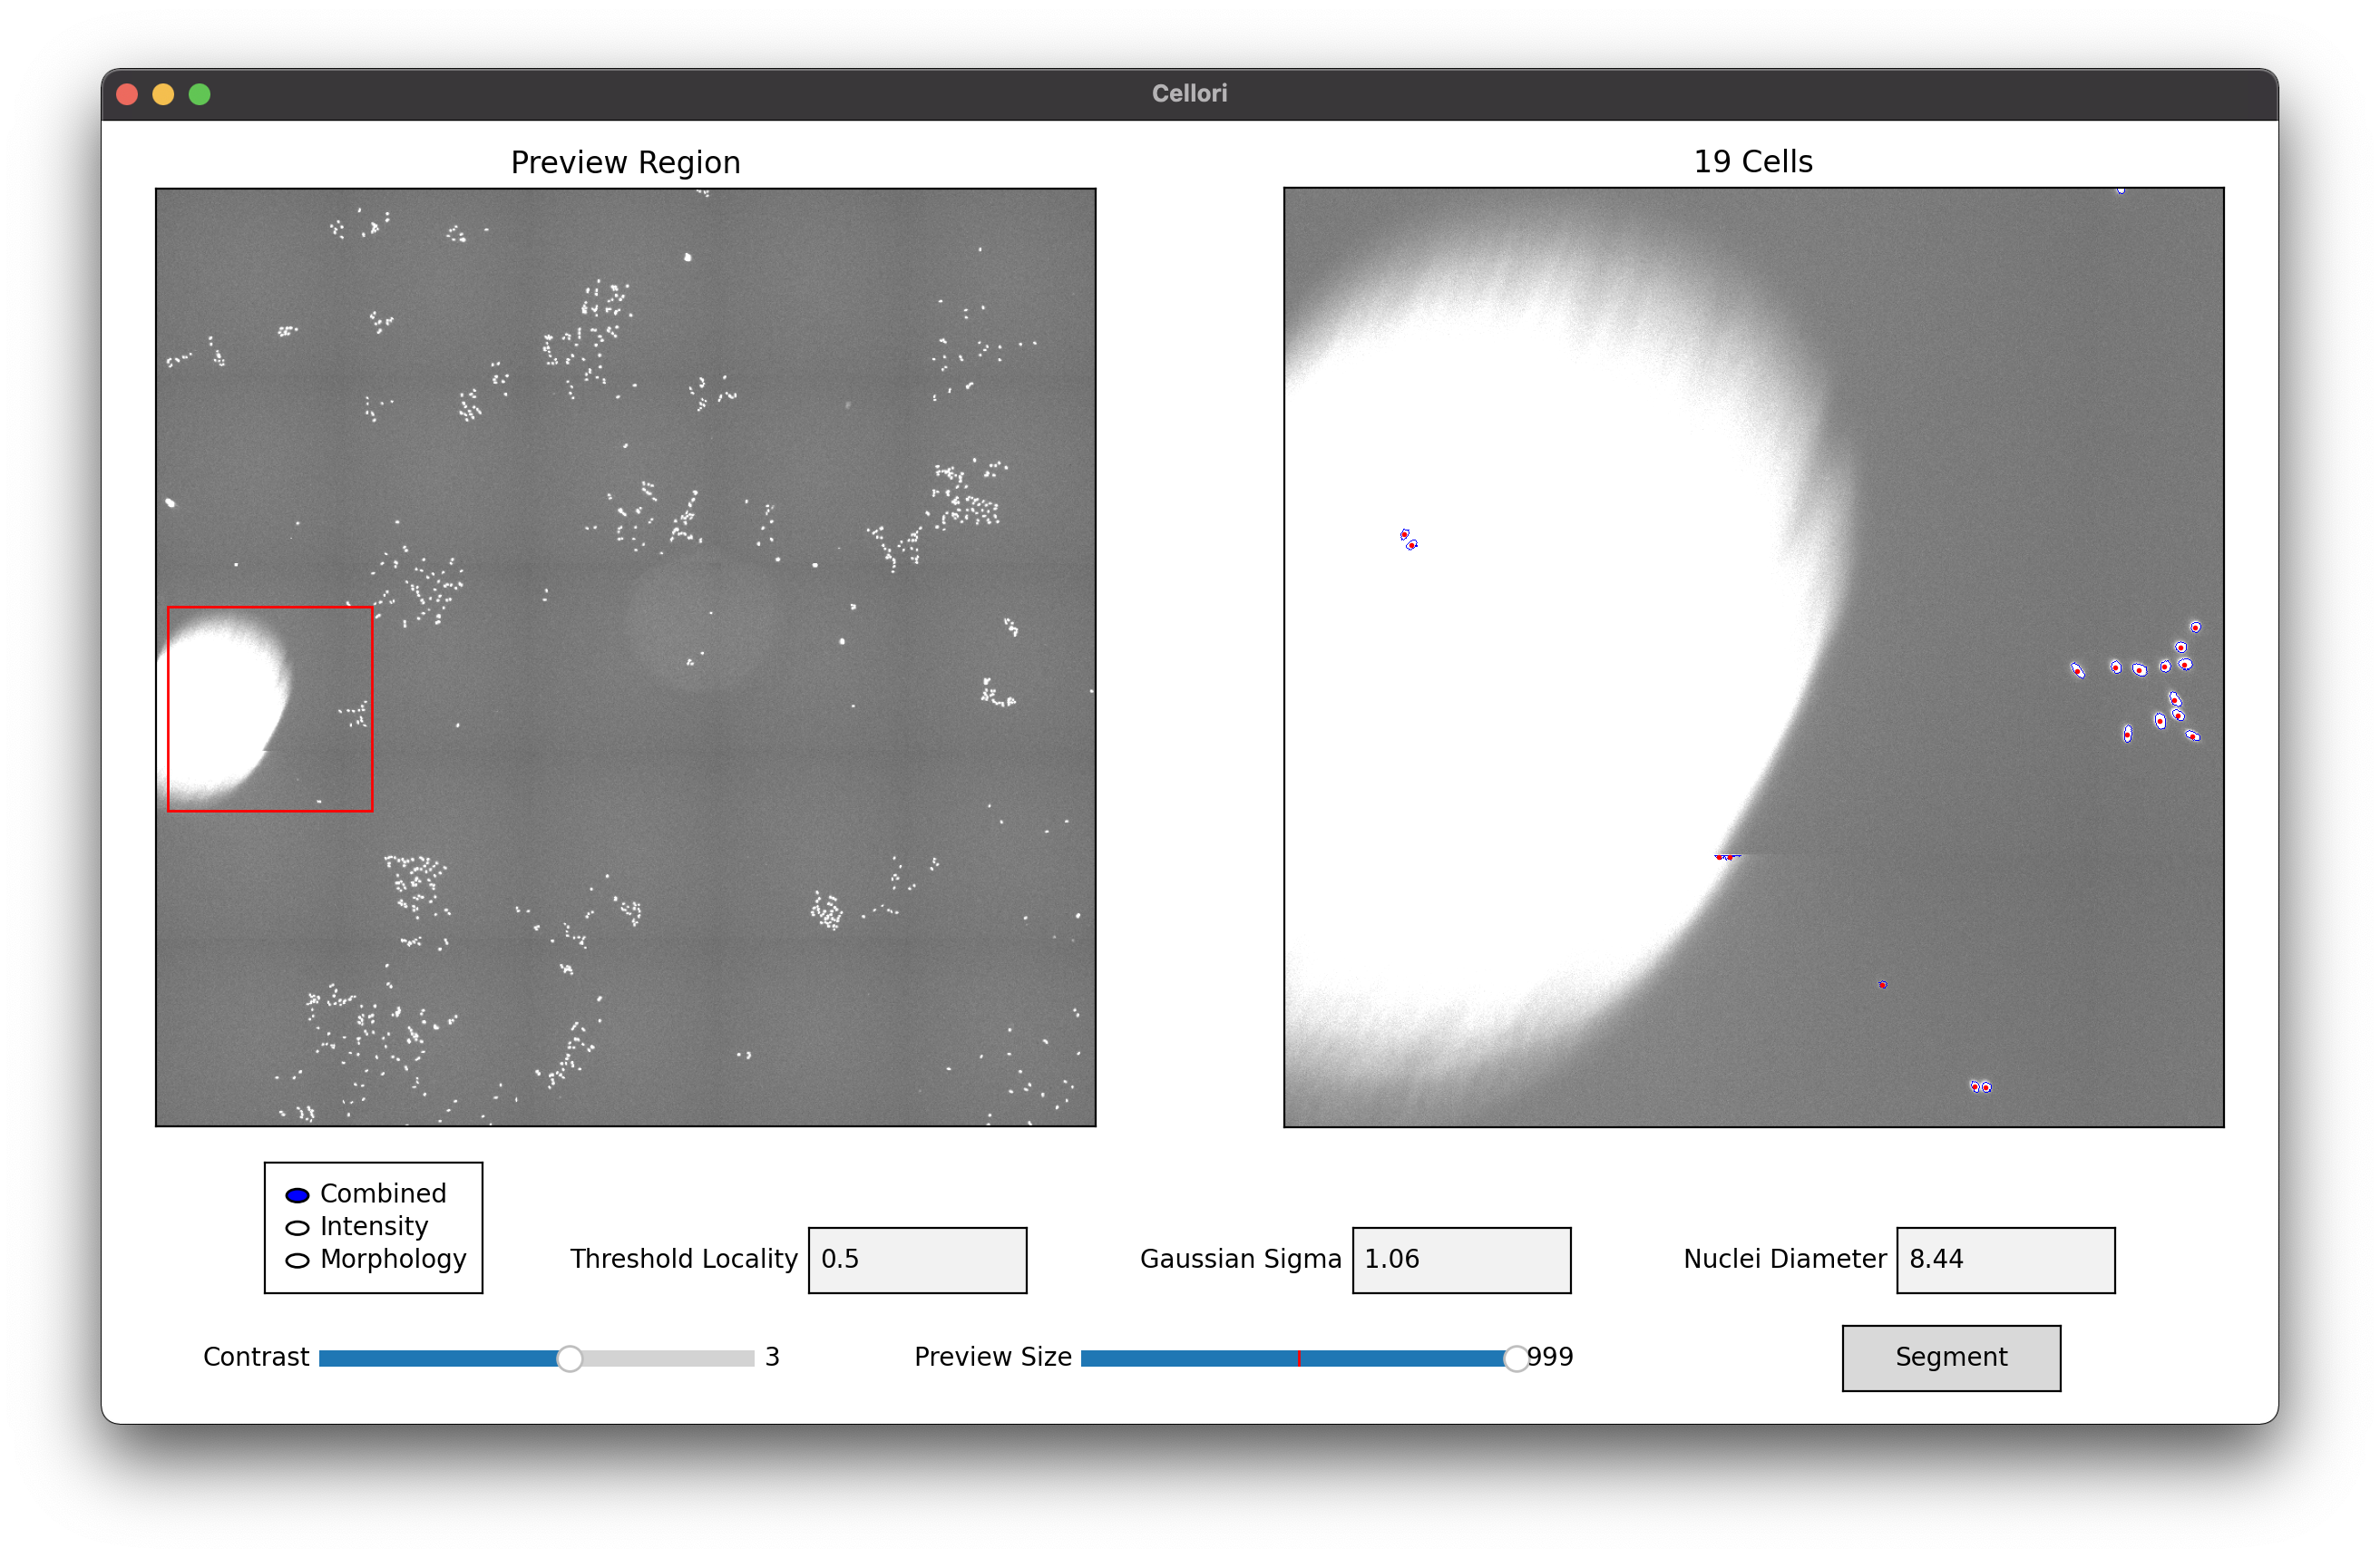 Cellori
Preview Region
19 Cells
Combined
Intensity
Morphology
Threshold Locality 0.5
Gaussian Sigma 1.06
Nuclei Diameter 8.44
Contrast 3
Preview Size 999
Segment